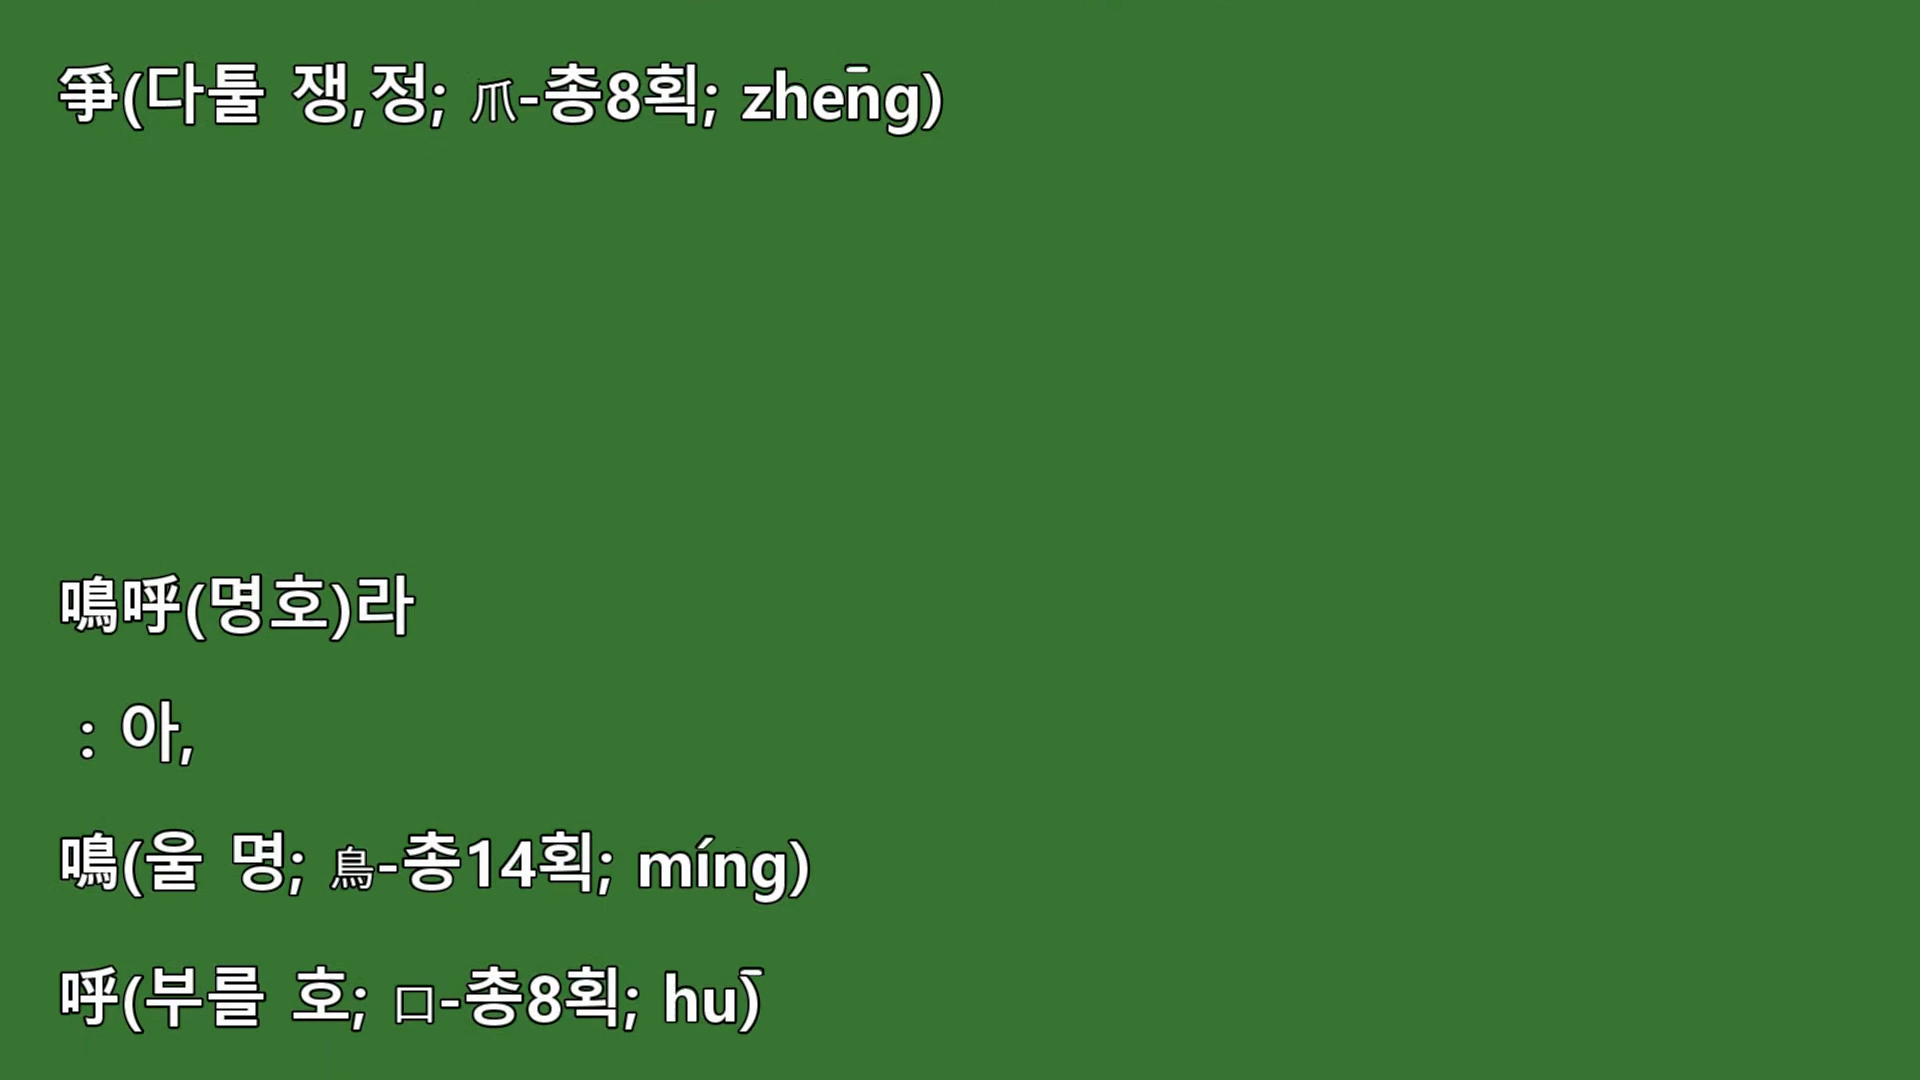 爭(다툴 쟁,정; 爪-총8획; zhēng)
鳴呼(명호)라
: 아,
鳴(울 명; 鳥-총14획; míng)
呼(부를 호; 口-총8획; hū)